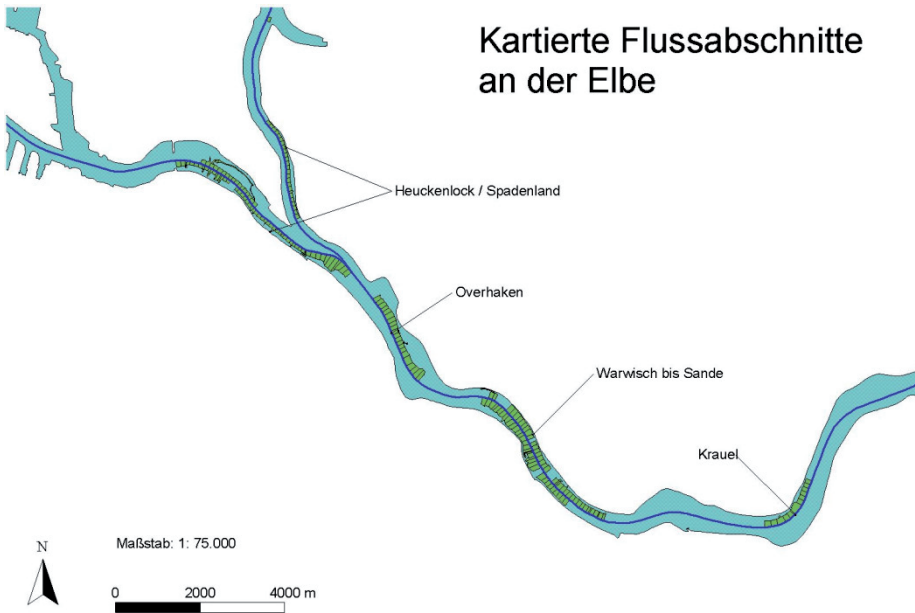 Kartierte Flussabschnitte
an der Elbe
Heuckenlock / Spadenland
Overhaken
Warwisch bis Sande
Krauel
N
Maßstab: 1: 75.000
0 2000 4000 m